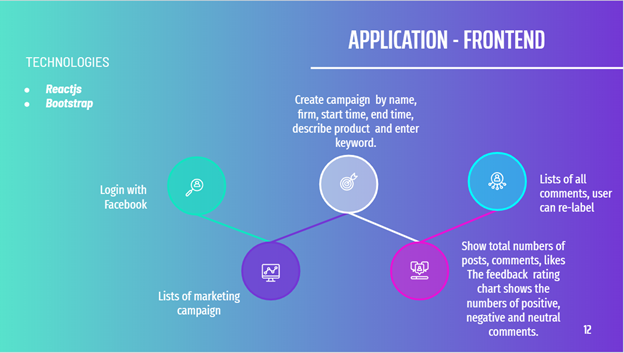 APPLICATION - FRONTEND
TECHNOLOGIES
● Reactjs
● Bootstrap
Create campaign by name,
firm, start time, end time,
describe product and enter
keyword.
Login with
Facebook
Lists of all
comments, user
can re-label
Lists of marketing
campaign
Show total numbers of
posts, comments, likes
The feedback rating
chart shows the
numbers of positive,
negative and neutral
comments.
12